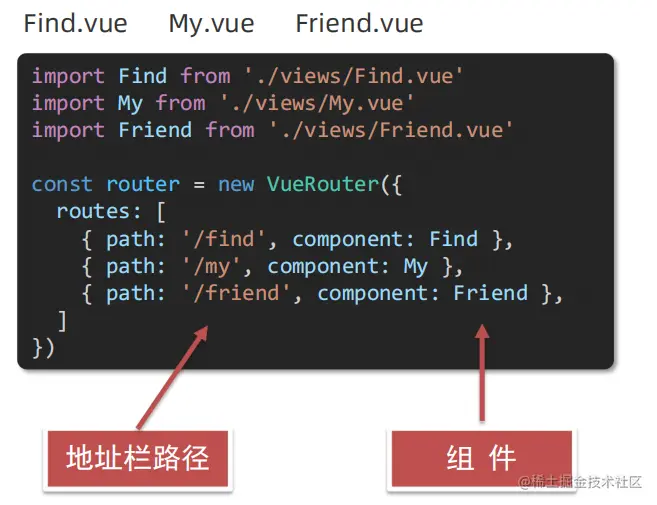 Find.vue My.vue Friend.vue
import Find from './views/Find.vue'
import My from './views/My.vue'
import Friend from './views/Friend.vue'
const router = new VueRouter({
  routes: [
    { path: '/find', component: Find },
    { path: '/my', component: My },
    { path: '/friend', component: Friend },
  ]
})
地址栏路径
组 件
@稀土掘金技术社区